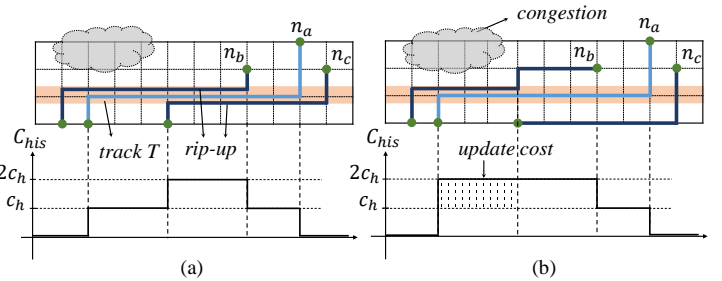 n_a
n_b
n_c
C_his
track T
rip-up
2c_h
c_h
(a)
congestion
n_a
n_b
n_c
C_his
update cost
2c_h
c_h
(b)